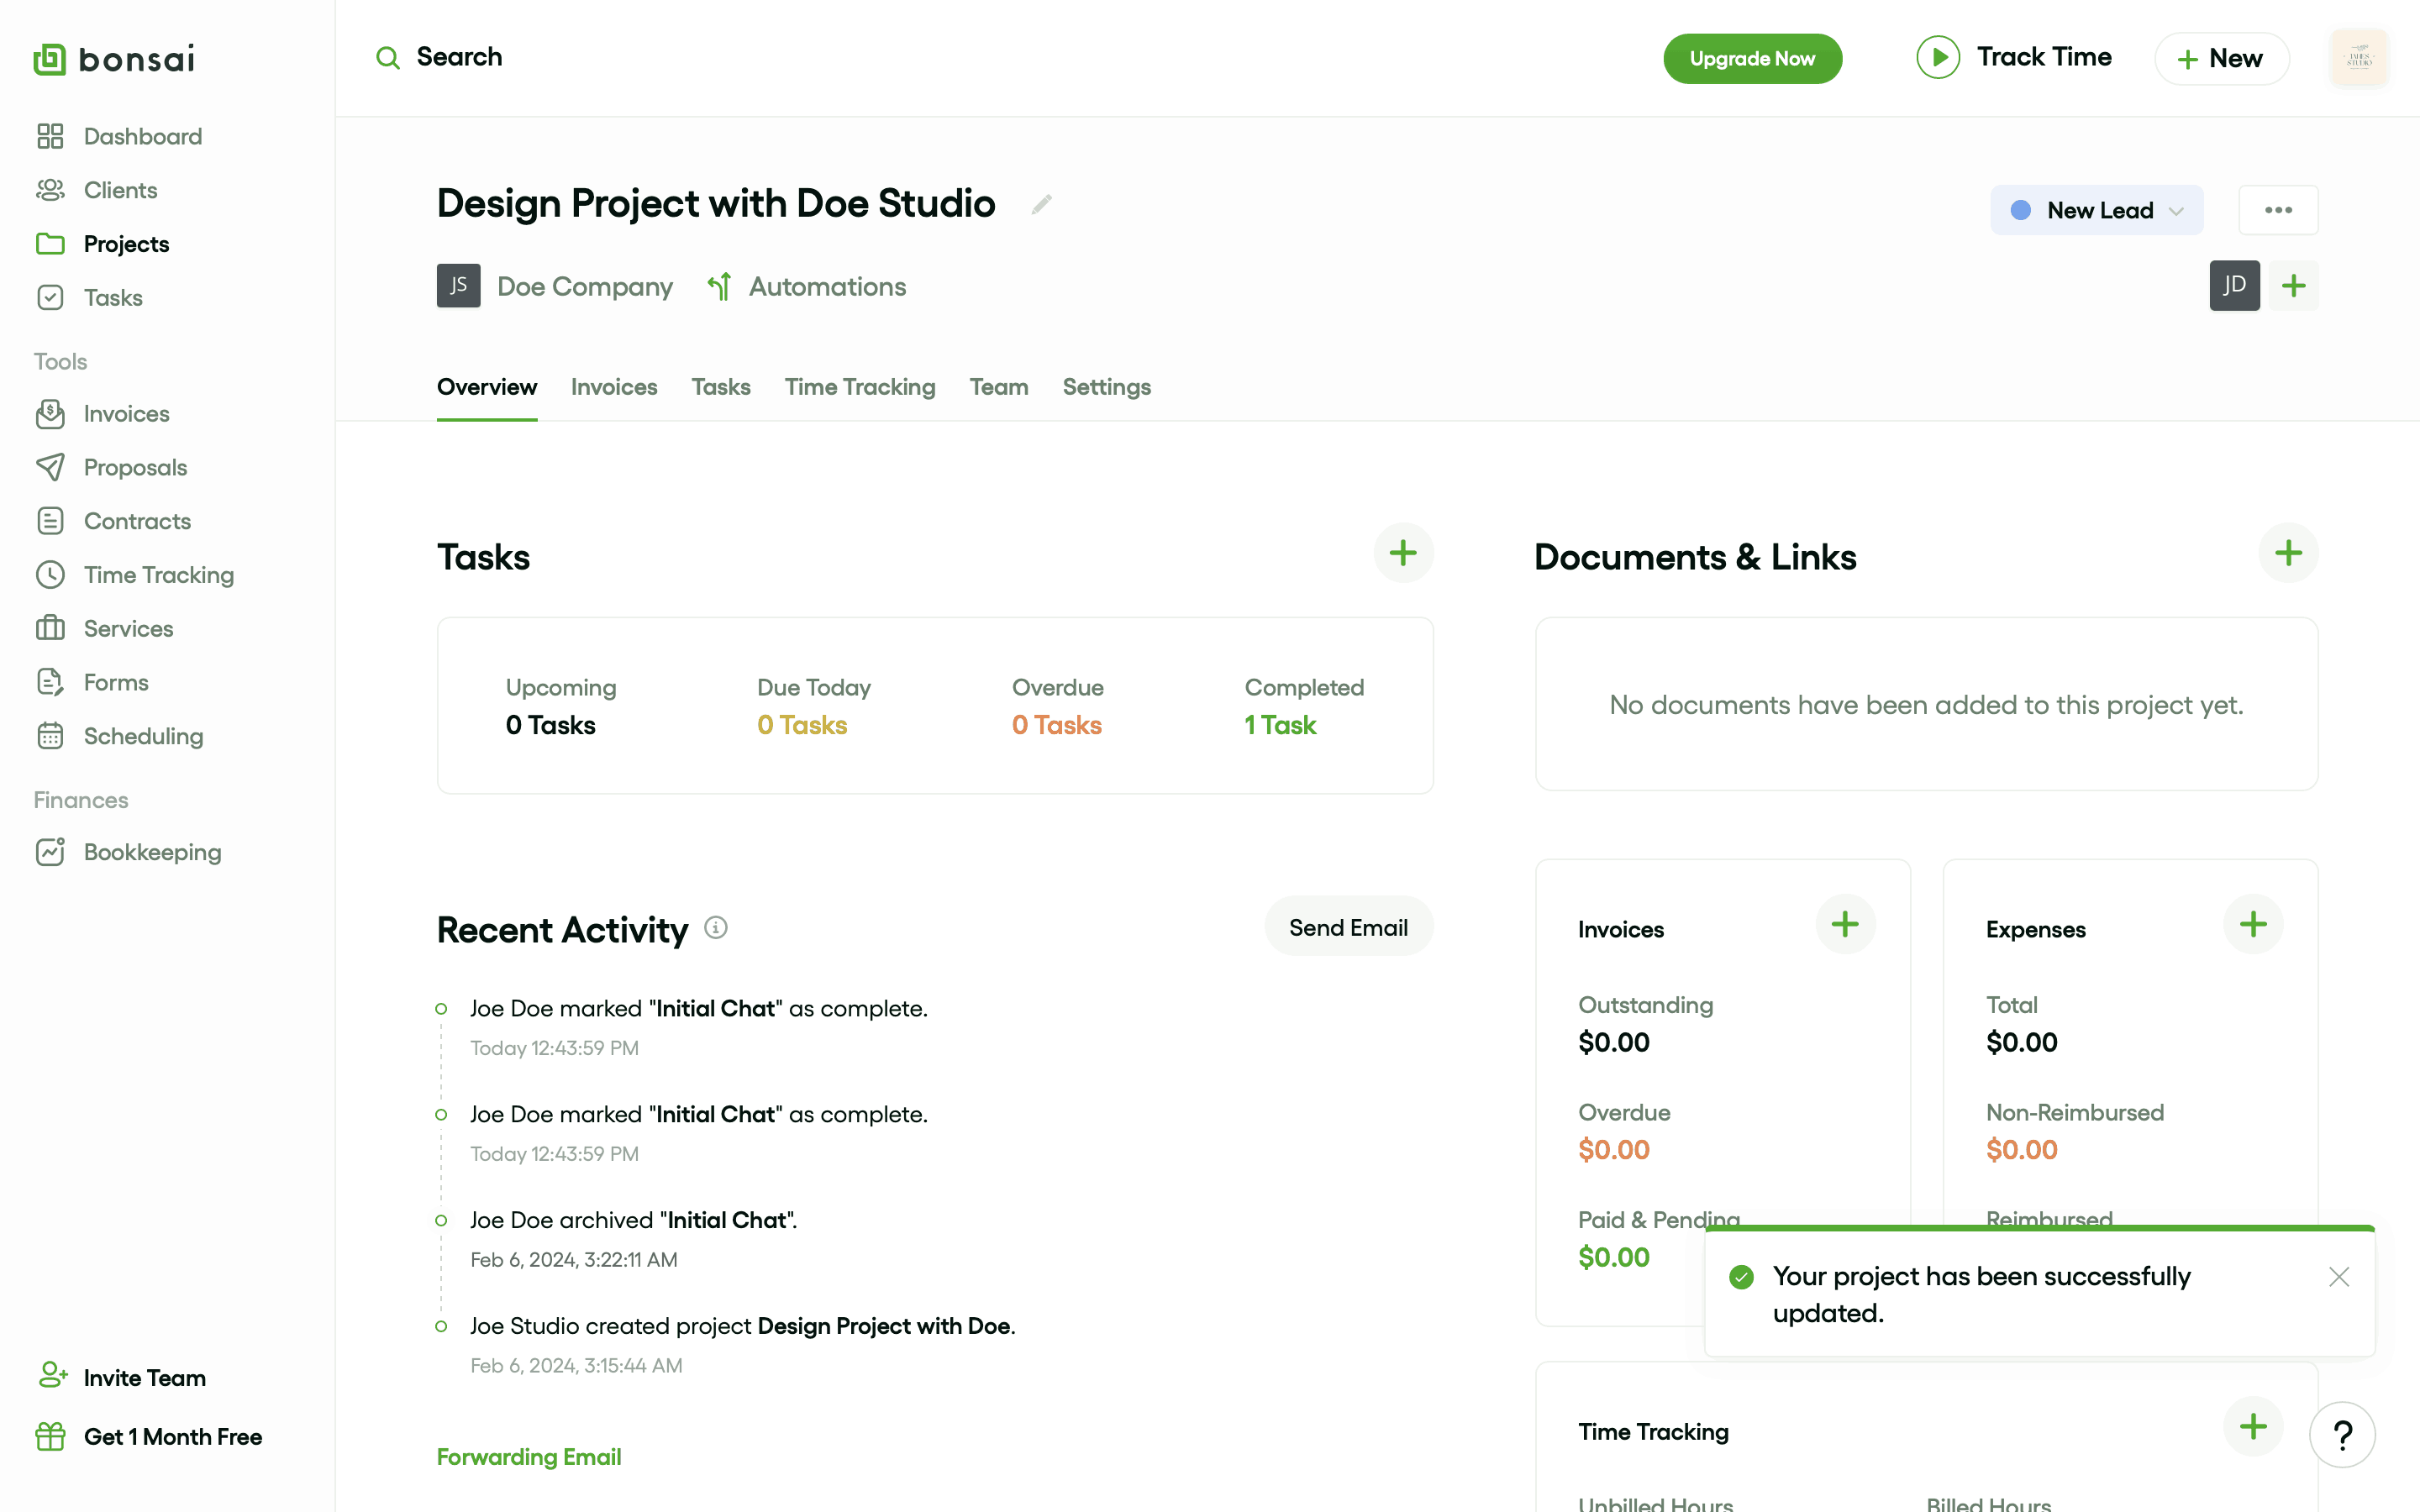 bonsai
Dashboard
Clients
Projects
Tasks
Tools
Invoices
Proposals
Contracts
Time Tracking
Services
Forms
Scheduling
Finances
Bookkeeping
Invite Team
Get 1 Month Free
Search
Upgrade Now
Track Time
New
JAMES
STUDIO
Design Project with Doe Studio
New Lead
JS Doe Company
Automations
JD
Overview Invoices Tasks Time Tracking Team Settings
Tasks
Upcoming
0 Tasks
Due Today
0 Tasks
Overdue
0 Tasks
Completed
1 Task
Recent Activity
Send Email
Joe Doe marked "Initial Chat" as complete.
Today 12:43:59 PM
Joe Doe marked "Initial Chat" as complete.
Today 12:43:59 PM
Joe Doe archived "Initial Chat".
Feb 6, 2024, 3:22:11 AM
Joe Studio created project Design Project with Doe.
Feb 6, 2024, 3:15:44 AM
Forwarding Email
Documents & Links
No documents have been added to this project yet.
Invoices
Outstanding
$0.00
Overdue
$0.00
Paid & Pending
$0.00
Expenses
Total
$0.00
Non-Reimbursed
$0.00
Reimbursed
Your project has been successfully
updated.
Time Tracking
Unbilled Hours
Billed Hours
?